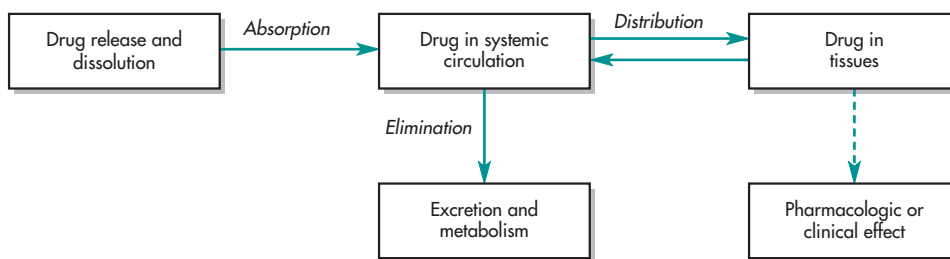 Drug release and
dissolution
Absorption
Drug in systemic
circulation
Distribution
Drug in
tissues
Elimination
Excretion and
metabolism
Pharmacologic or
clinical effect